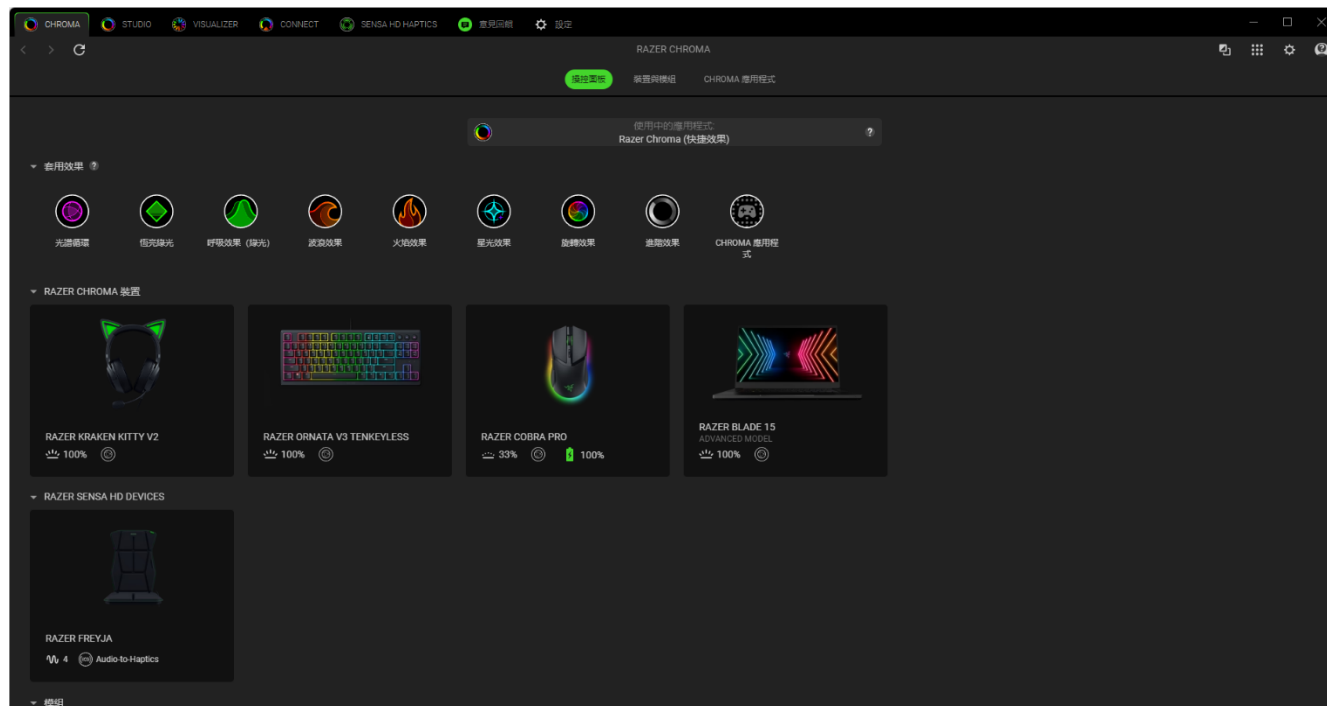 CHROMA
STUDIO
VISUALIZER
CONNECT
SENSA HD HAPTICS
意見回饋
設定
RAZER CHROMA
操控面板
裝置與模組
CHROMA 應用程式
使用中的應用程式:
Razer Chroma (快捷效果)
套用效果
光譜循環
恆亮綠光
呼吸效果 (綠光)
波浪效果
火焰效果
星光效果
旋轉效果
進階效果
CHROMA 應用程
式
RAZER CHROMA 裝置
RAZER KRAKEN KITTY V2
100%
RAZER ORNATA V3 TENKEYLESS
100%
RAZER COBRA PRO
33%
100%
RAZER BLADE 15
ADVANCED MODEL
100%
RAZER SENSA HD DEVICES
RAZER FREYJA
4
Audio-to-Haptics
模組